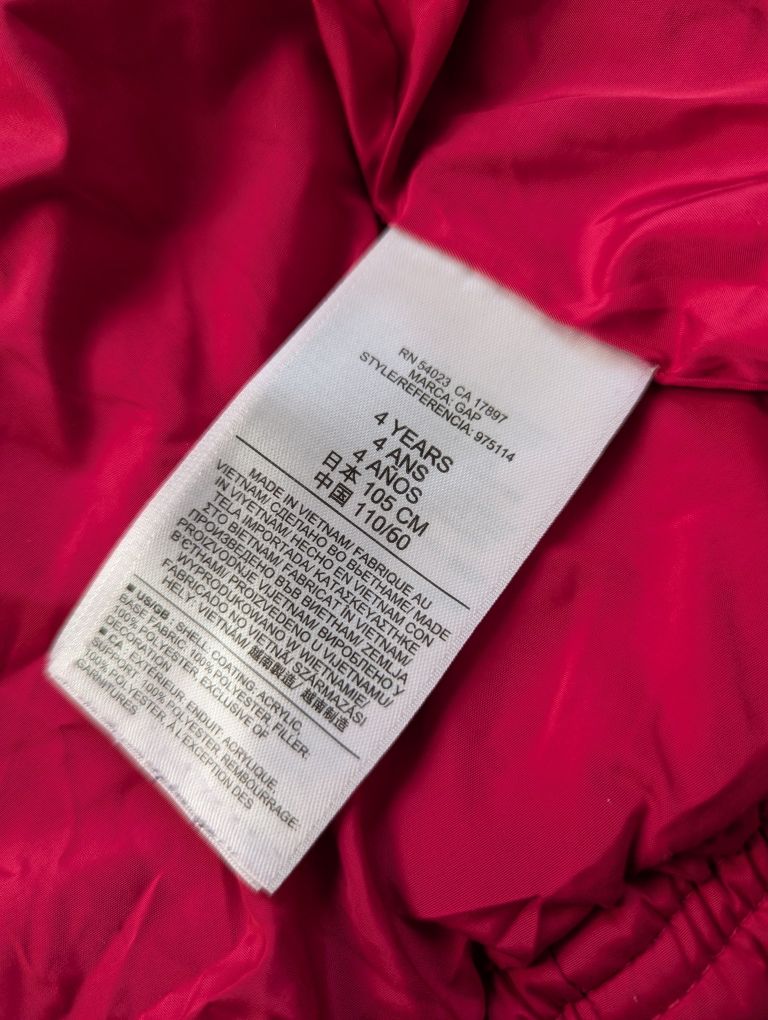 RN 54023 CA 17897
MARCA: GAP
STYLE/REFERENCIA: 975114
4 YEARS
4 ANS
4 AÑOS
日本 105 CM
中国 110/60
MADE IN VIETNAM/ FABRIQUE AU
VIETNAM/ СДЕЛАНО ВО ВЬЕТНАМЕ/ MADE
IN VIYETNAM/ HECHO EN VIETNAM CON
TELA IMPORTADA/ ΚΑΤΑΣΚΕΥΑΣΤΗΚΕ
ΣΤΟ ΒΙΕΤΝΑΜ/ FABRICAT IN VIETNAM/
ПРОИЗВЕДЕНО ВЪВ ВИЕТНАМ/ ZEMLJA
PROIZVODNJE VIJETNAM/ ВИРОБЛЕНО У
В'ЄТНАМІ/ PROIZVEDENO U VIJETNAMU/
WYPRODUKOWANO W WIETNAMIE/
FABRICADO NO VIETNÃ/ SZÁRMAZÁSI
HELY: VIETNÁM/ 越南製造/ 越南制造
■ US/GB : SHELL: COATING, ACRYLIC,
BASE FABRIC, 100% POLYESTER, FILLER:
100% POLYESTER, EXCLUSIVE OF
DECORATION
■ CA : EXTÉRIEUR: ENDUIT, ACRYLIQUE,
SUPPORT, 100% POLYESTER, REMBOURRAGE:
100% POLYESTER, À L'EXCEPTION DES
GARNITURES